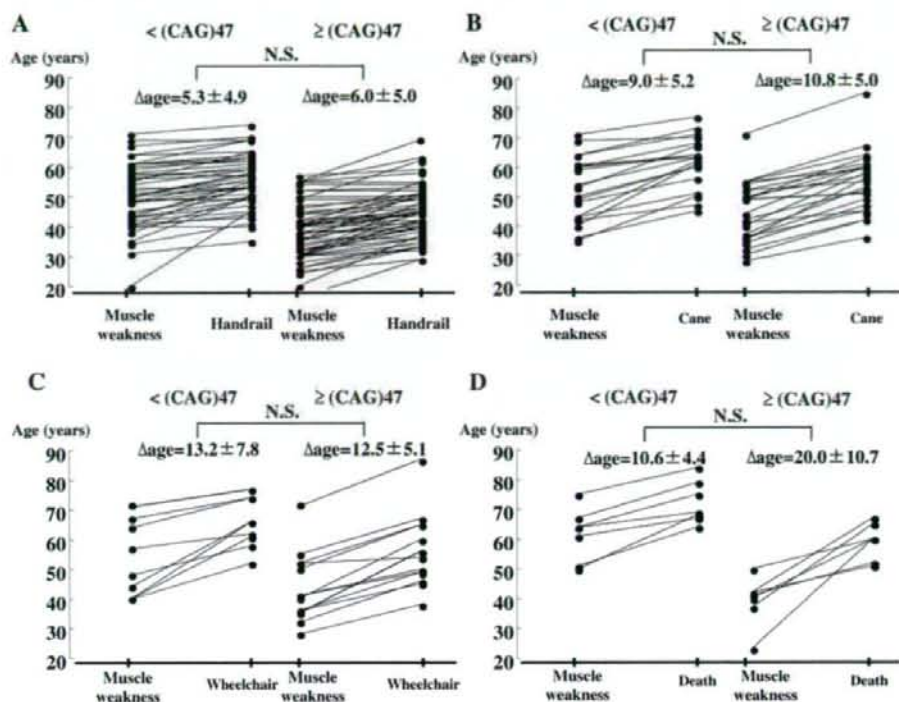 A
< (CAG)47 ≥ (CAG)47
N.S.
Age (years)
Δage=5.3±4.9 Δage=6.0±5.0
90
80
70
60
50
40
30
20
Muscle weakness Handrail Muscle weakness Handrail
B
< (CAG)47 ≥ (CAG)47
N.S.
Age (years)
Δage=9.0±5.2 Δage=10.8±5.0
90
80
70
60
50
40
30
20
Muscle weakness Cane Muscle weakness Cane
C
< (CAG)47 ≥ (CAG)47
N.S.
Age (years)
Δage=13.2±7.8 Δage=12.5±5.1
90
80
70
60
50
40
30
20
Muscle weakness Wheelchair Muscle weakness Wheelchair
D
< (CAG)47 ≥ (CAG)47
N.S.
Age (years)
Δage=10.6±4.4 Δage=20.0±10.7
90
80
70
60
50
40
30
20
Muscle weakness Death Muscle weakness Death